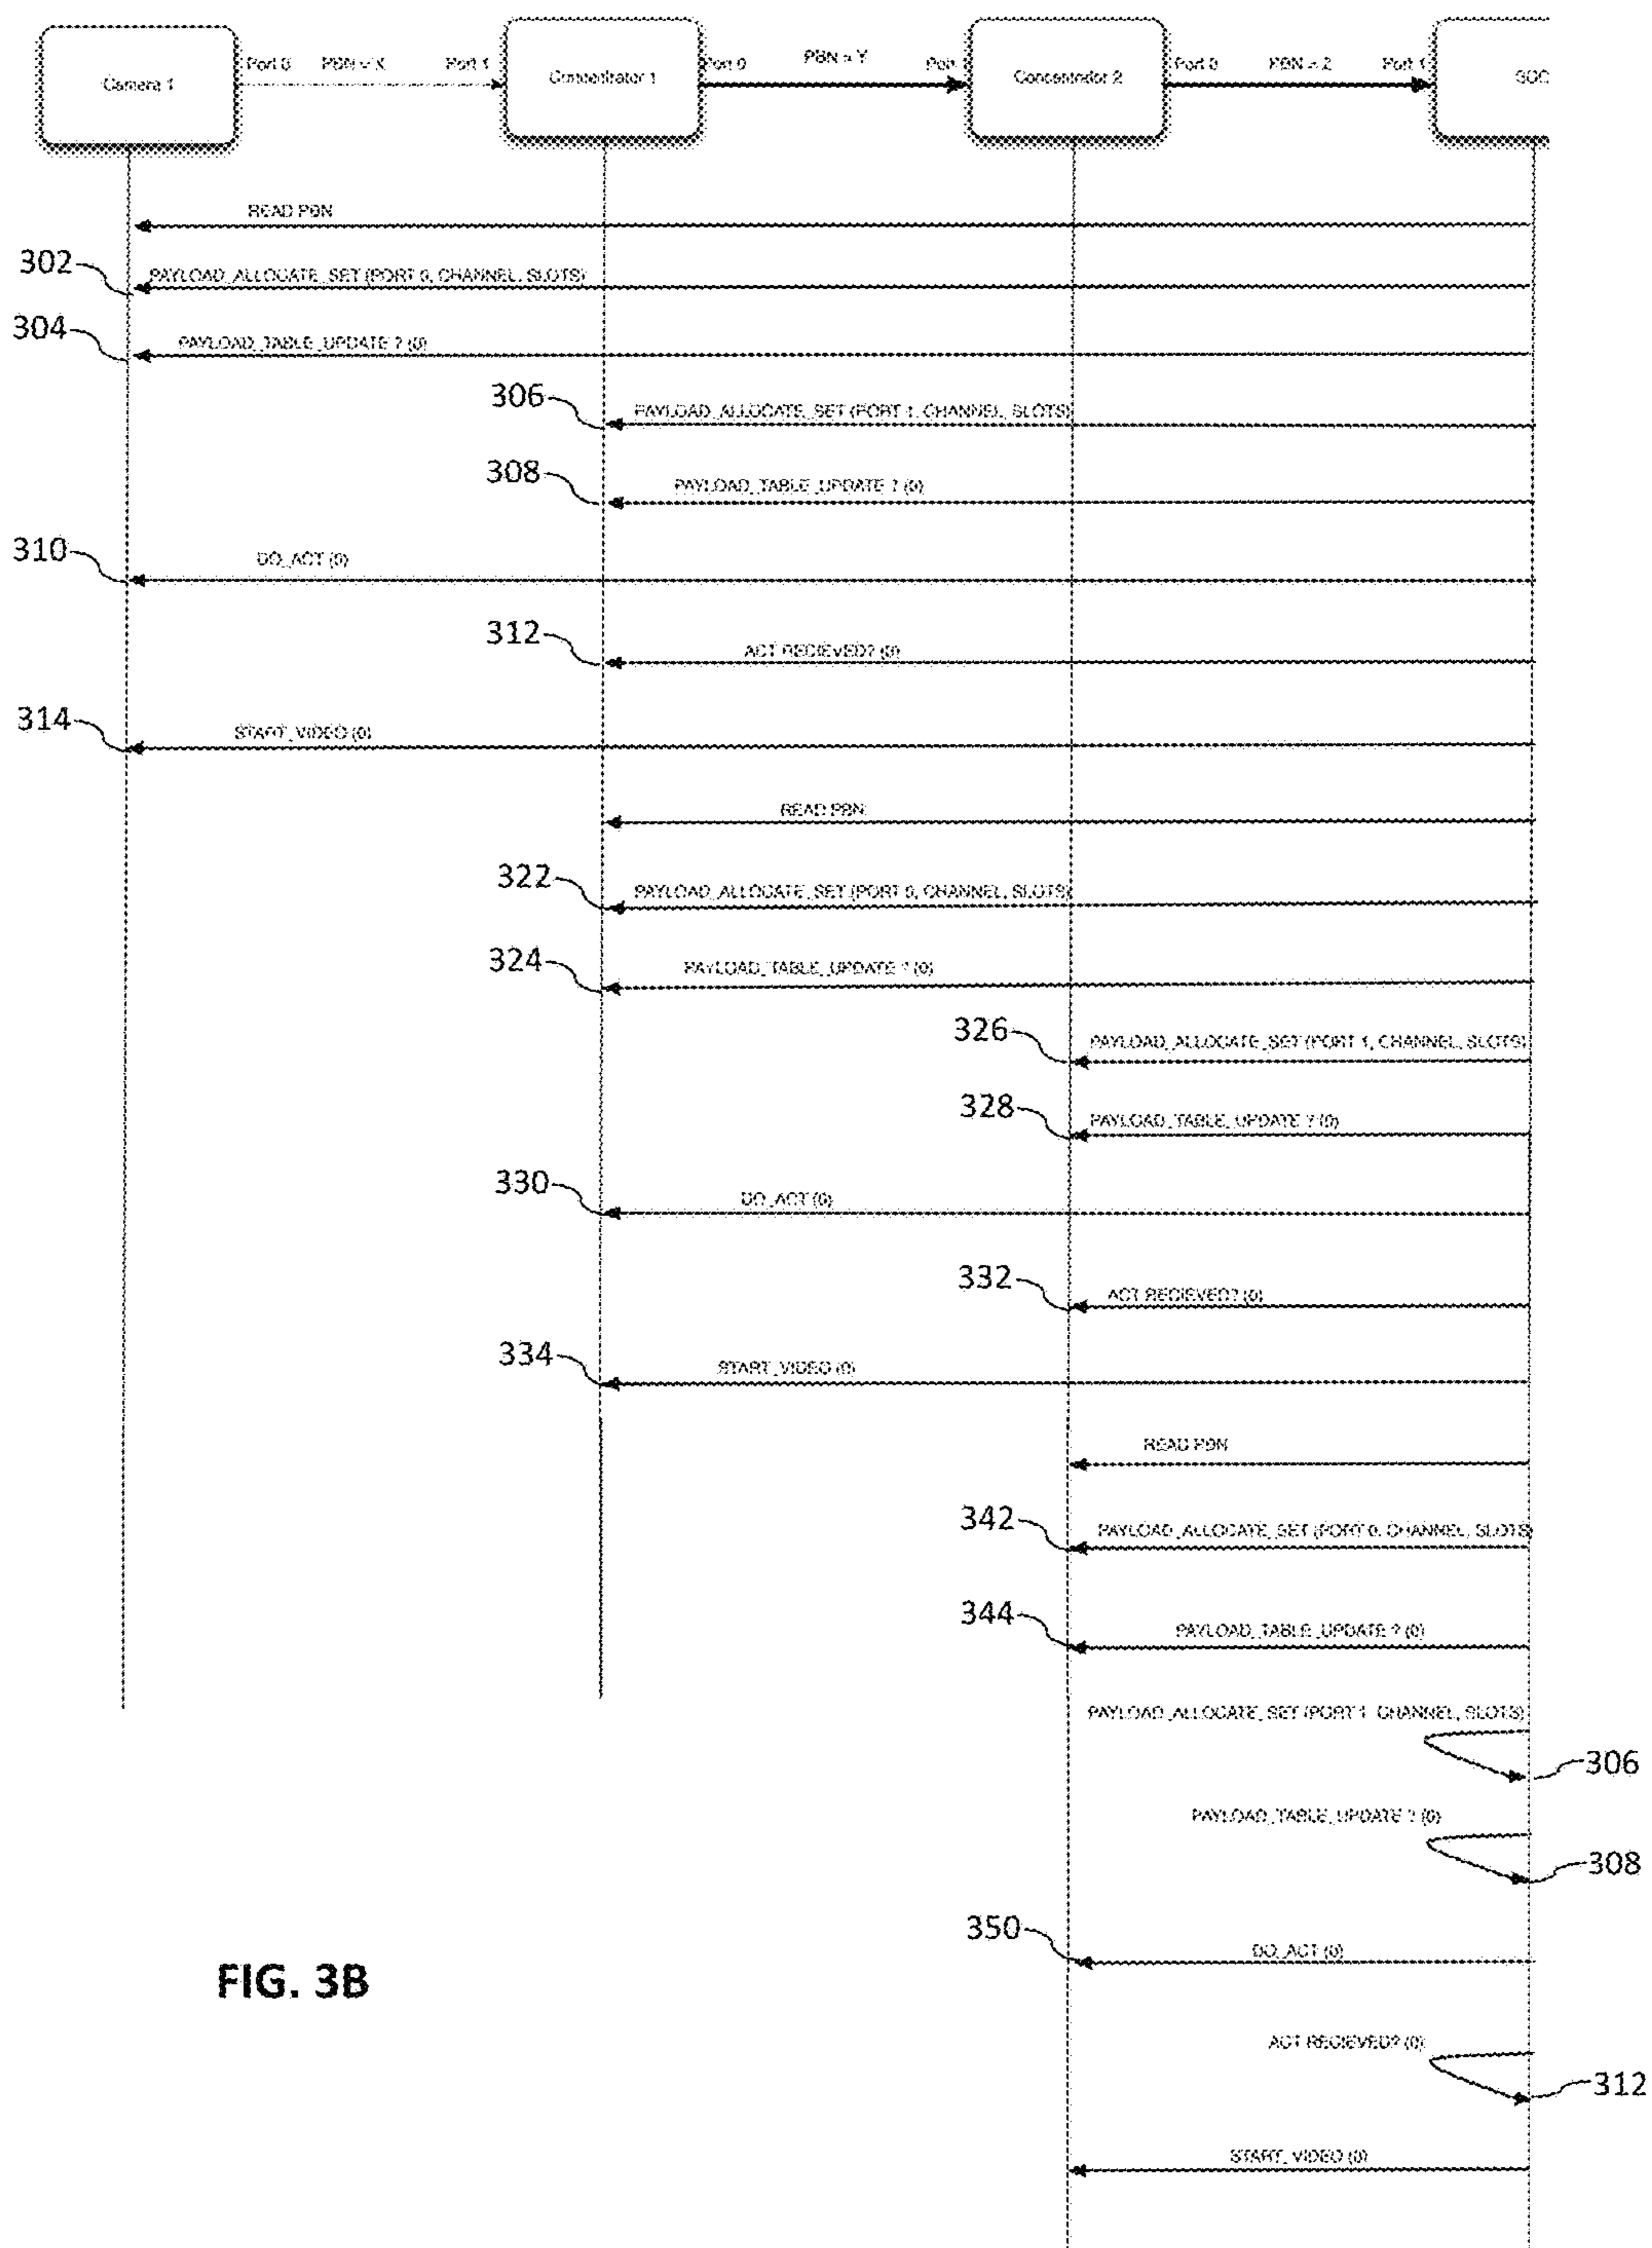 Camera 1
Port 0 PBN = X Port 1
Concentrator 1
Port 0 PBN = Y Port
Concentrator 2
Port 0 PBN = Z Port 1
SOC
READ PBN
302
PAYLOAD_ALLOCATE_SET (PORT 0, CHANNEL, SLOTS)
304
PAYLOAD_TABLE_UPDATE ? (0)
306
PAYLOAD_ALLOCATE_SET (PORT 1, CHANNEL, SLOTS)
308
PAYLOAD_TABLE_UPDATE ? (0)
310
DO_ACT (0)
312
ACT RECIEVED? (0)
314
START_VIDEO (0)
READ PBN
322
PAYLOAD_ALLOCATE_SET (PORT 0, CHANNEL, SLOTS)
324
PAYLOAD_TABLE_UPDATE ? (0)
326
PAYLOAD_ALLOCATE_SET (PORT 1, CHANNEL, SLOTS)
328
PAYLOAD_TABLE_UPDATE ? (0)
330
DO_ACT (0)
332
ACT RECIEVED? (0)
334
START_VIDEO (0)
READ PBN
342
PAYLOAD_ALLOCATE_SET (PORT 0, CHANNEL, SLOTS)
344
PAYLOAD_TABLE_UPDATE ? (0)
PAYLOAD_ALLOCATE_SET (PORT 1, CHANNEL, SLOTS)
306
PAYLOAD_TABLE_UPDATE ? (0)
308
350
DO_ACT (0)
FIG. 3B
ACT RECIEVED? (0)
312
START_VIDEO (0)